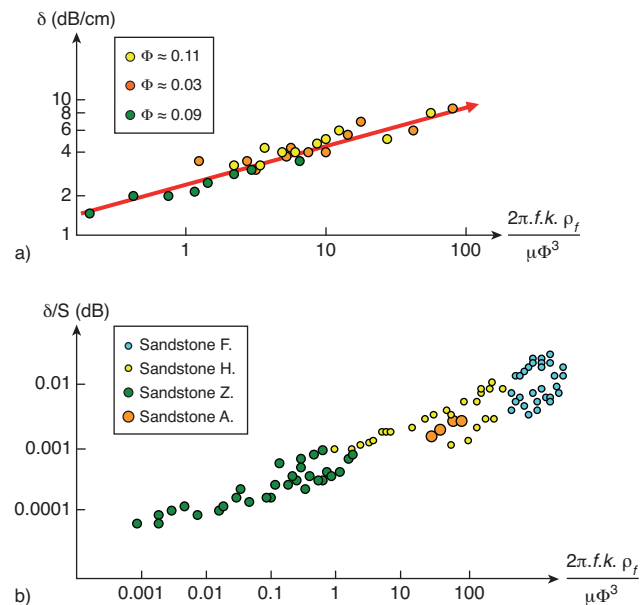 δ (dB/cm)
Φ ≈ 0.11
Φ ≈ 0.03
Φ ≈ 0.09
10
8
6
4
2
1
1
10
100
2π.f.k. ρf
μΦ³
a)
δ/S (dB)
Sandstone F.
Sandstone H.
Sandstone Z.
Sandstone A.
0.01
0.001
0.0001
0.001
0.01
0.1
1
10
100
2π.f.k. ρf
μΦ³
b)